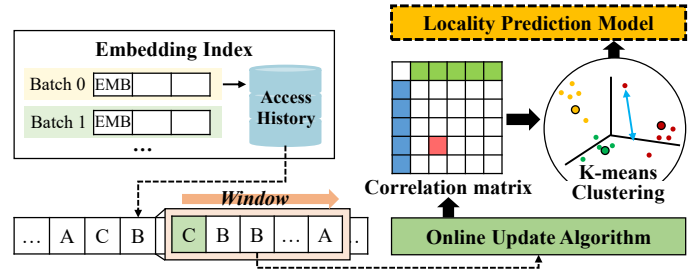 Locality Prediction Model
Embedding Index
Batch 0 EMB
Batch 1 EMB
...
Access
History
Correlation matrix
K-means
Clustering
Window
... A C B C B B ... A ..
Online Update Algorithm